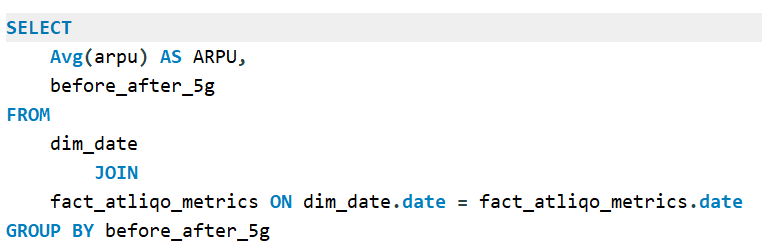 SELECT
    Avg(arpu) AS ARPU,
    before_after_5g
FROM
    dim_date
        JOIN
    fact_atliqo_metrics ON dim_date.date = fact_atliqo_metrics.date
GROUP BY before_after_5g